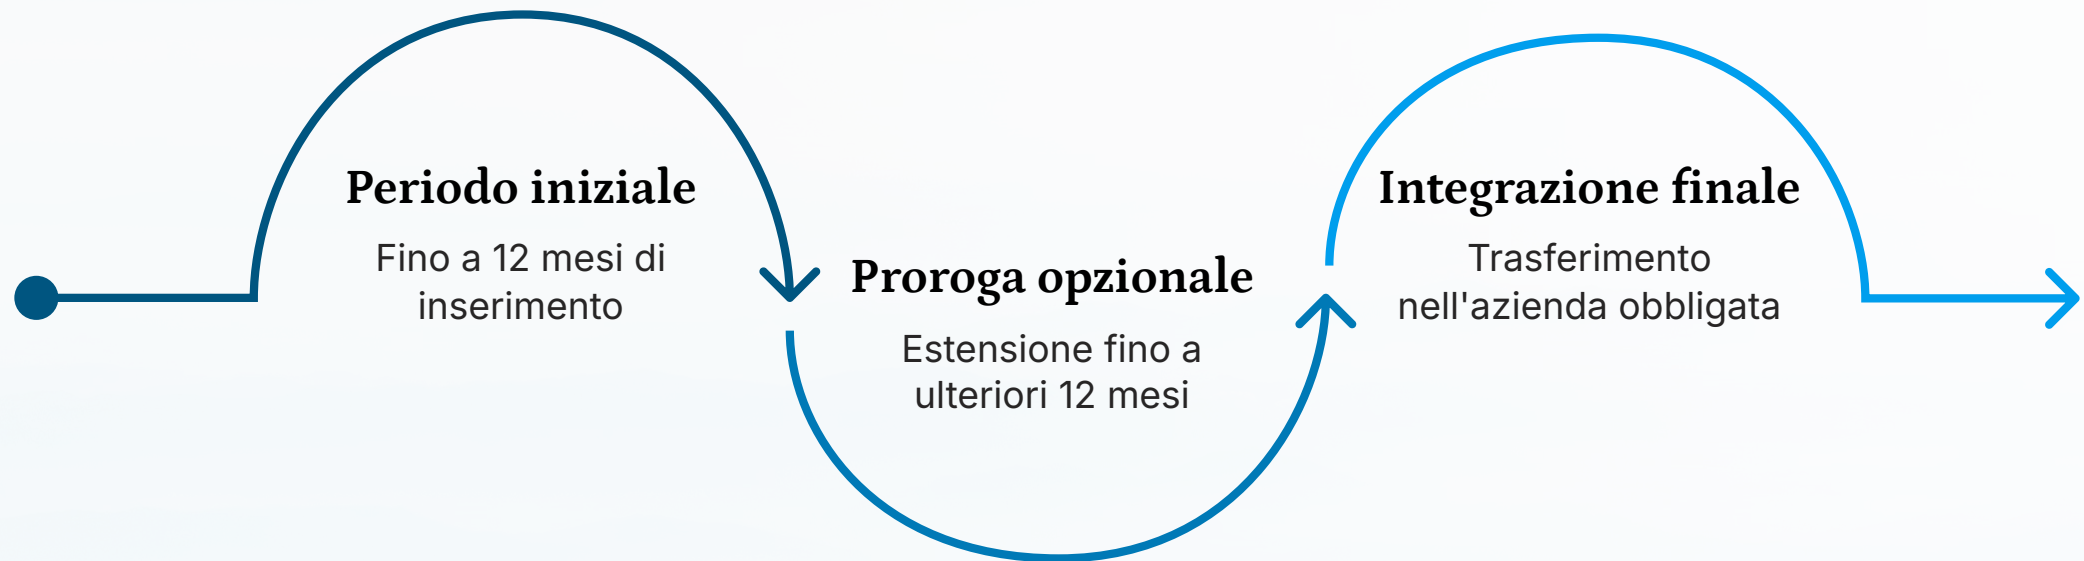 Periodo iniziale
Fino a 12 mesi di
inserimento
Proroga opzionale
Estensione fino a
ulteriori 12 mesi
Integrazione finale
Trasferimento
nell'azienda obbligata